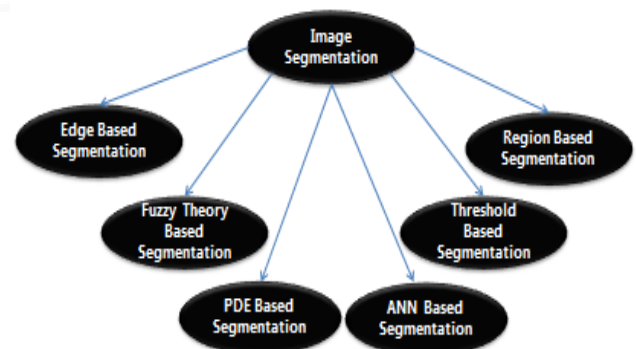 Image
Segmentation
Edge Based
Segmentation
Region Based
Segmentation
Fuzzy Theory
Based
Segmentation
Threshold
Based
Segmentation
PDE Based
Segmentation
ANN Based
Segmentation